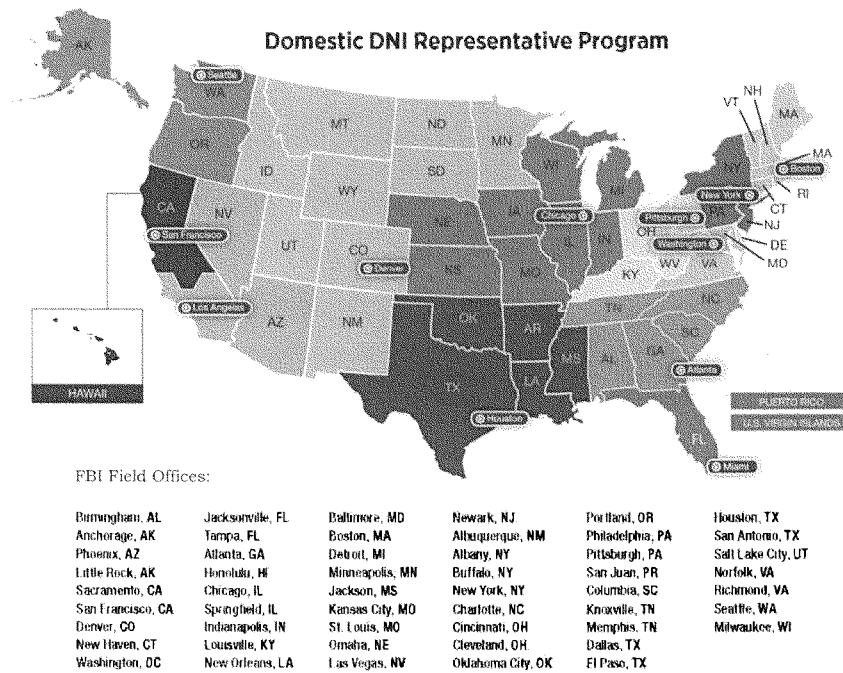 Domestic DNI Representative Program
AK
Seattle
WA
OR
MT
ND
MN
ID
WY
SD
WI
MI
NY
VT
NH
MA
MA
Boston
RI
CT
NJ
DE
MD
New York
Pittsburgh
PA
Washington
OH
CA
NV
San Francisco
UT
CO
Denver
NE
KS
IA
Chicago
IL
IN
MO
KY
WV
VA
Los Angeles
AZ
NM
OK
AR
TN
NC
SC
TX
LA
MS
AL
GA
Atlanta
Houston
FL
Miami
HAWAII
PUERTO RICO
U.S. VIRGIN ISLANDS
FBI Field Offices:
Birmingham, AL
Anchorage, AK
Phoenix, AZ
Little Rock, AK
Sacramento, CA
San Francisco, CA
Denver, CO
New Haven, CT
Washington, DC
Jacksonville, FL
Tampa, FL
Atlanta, GA
Honolulu, HI
Chicago, IL
Springfield, IL
Indianapolis, IN
Louisville, KY
New Orleans, LA
Baltimore, MD
Boston, MA
Detroit, MI
Minneapolis, MN
Jackson, MS
Kansas City, MO
St. Louis, MO
Omaha, NE
Las Vegas, NV
Newark, NJ
Albuquerque, NM
Albany, NY
Buffalo, NY
New York, NY
Charlotte, NC
Cincinnati, OH
Cleveland, OH
Oklahoma City, OK
Portland, OR
Philadelphia, PA
Pittsburgh, PA
San Juan, PR
Columbia, SC
Knoxville, TN
Memphis, TN
Dallas, TX
El Paso, TX
Houston, TX
San Antonio, TX
Salt Lake City, UT
Norfolk, VA
Richmond, VA
Seattle, WA
Milwaukee, WI